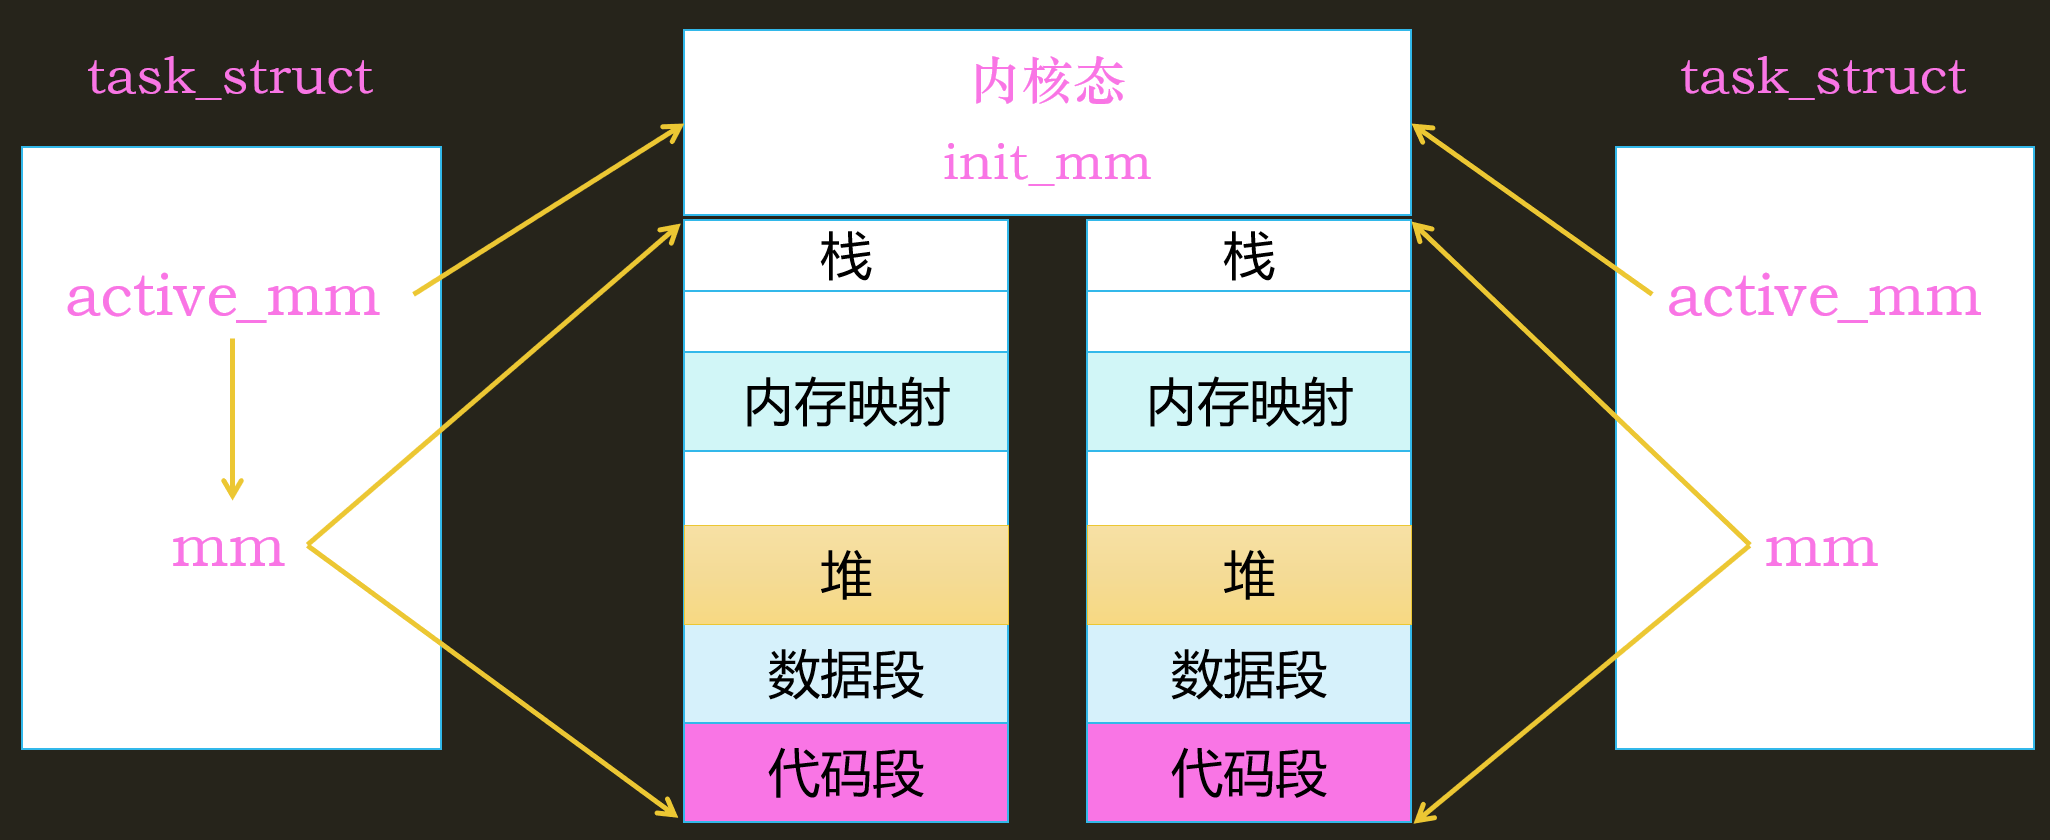 task_struct
active_mm
mm
内核态
init_mm
栈
内存映射
堆
数据段
代码段
栈
内存映射
堆
数据段
代码段
task_struct
active_mm
mm